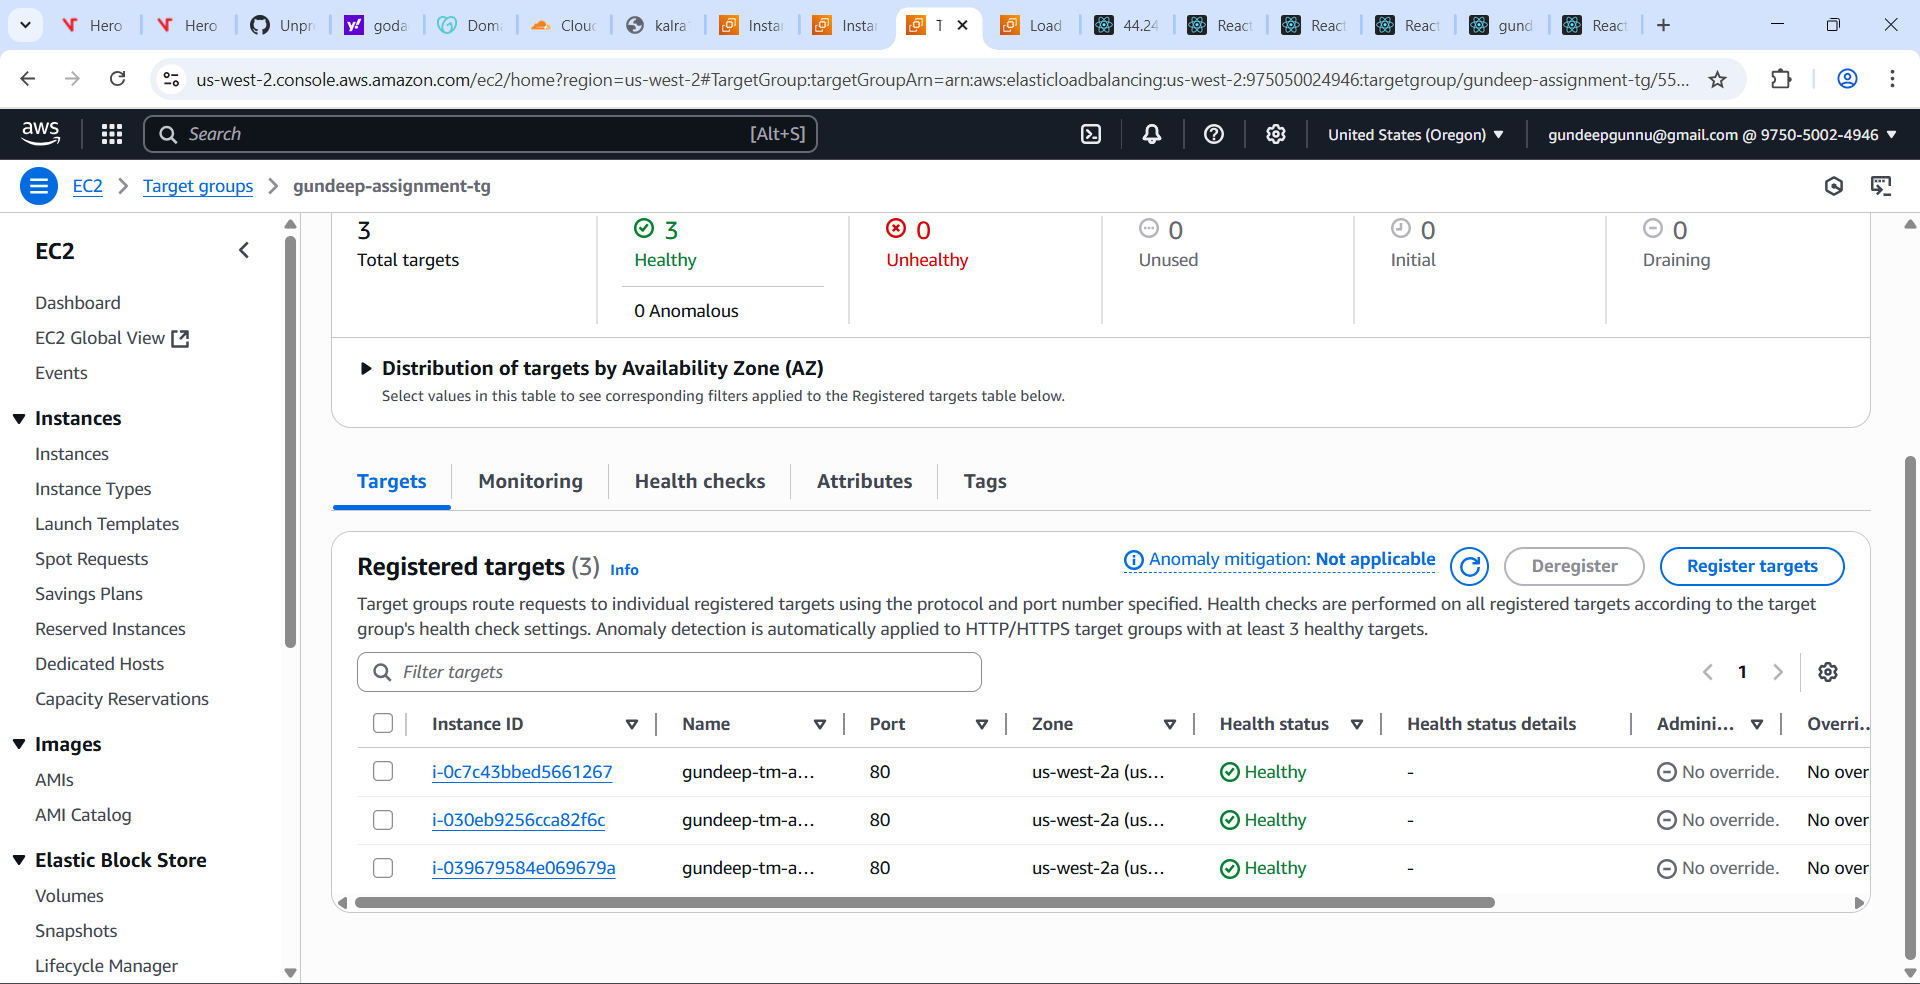 Hero
Hero
Unpr
goda
Dom
Clou
kalra
Instan
Instan
T
Load
44.24
React
React
React
gund
React
us-west-2.console.aws.amazon.com/ec2/home?region=us-west-2#TargetGroup:targetGroupArn=arn:aws:elasticloadbalancing:us-west-2:975050024946:targetgroup/gundeep-assignment-tg/55...
aws
Search
[Alt+S]
United States (Oregon)
gundeepgunnu@gmail.com @ 9750-5002-4946
EC2
Target groups
gundeep-assignment-tg
EC2
Dashboard
EC2 Global View
Events
Instances
Instances
Instance Types
Launch Templates
Spot Requests
Savings Plans
Reserved Instances
Dedicated Hosts
Capacity Reservations
Images
AMIs
AMI Catalog
Elastic Block Store
Volumes
Snapshots
Lifecycle Manager
3
Total targets
3
Healthy
0 Anomalous
0
Unhealthy
0
Unused
0
Initial
0
Draining
Distribution of targets by Availability Zone (AZ)
Select values in this table to see corresponding filters applied to the Registered targets table below.
Targets
Monitoring
Health checks
Attributes
Tags
Registered targets (3) Info
Anomaly mitigation: Not applicable
Deregister
Register targets
Target groups route requests to individual registered targets using the protocol and port number specified. Health checks are performed on all registered targets according to the target
group's health check settings. Anomaly detection is automatically applied to HTTP/HTTPS target groups with at least 3 healthy targets.
Filter targets
1
Instance ID Name Port Zone Health status Health status details Admini... Overri...
i-0c7c43bbed5661267 gundeep-tm-a... 80 us-west-2a (us... Healthy - No override. No over
i-030eb9256cca82f6c gundeep-tm-a... 80 us-west-2a (us... Healthy - No override. No over
i-039679584e069679a gundeep-tm-a... 80 us-west-2a (us... Healthy - No override. No over